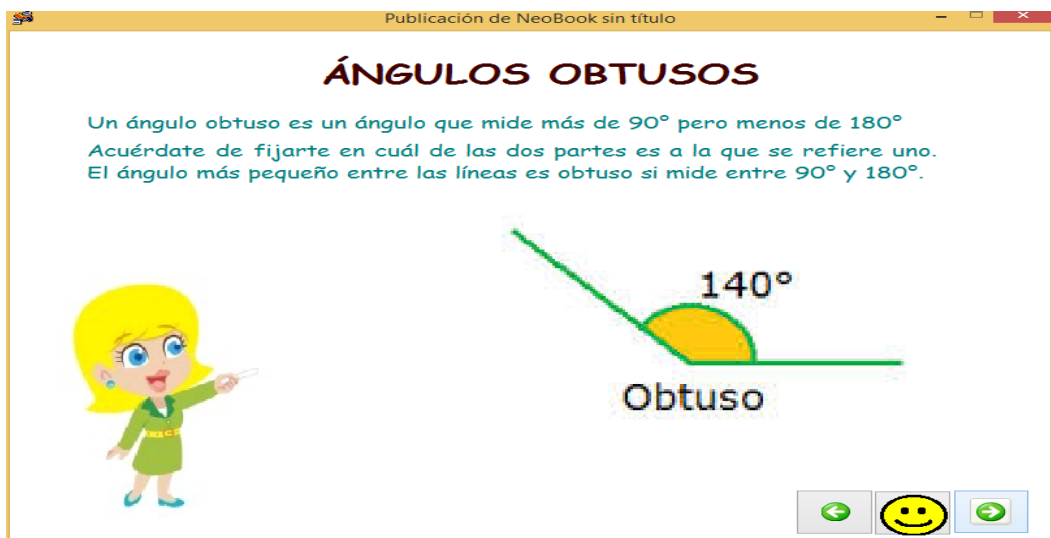 Publicación de NeoBook sin título
ÁNGULOS OBTUSOS
Un ángulo obtuso es un ángulo que mide más de 90° pero menos de 180°
Acuérdate de fijarte en cuál de las dos partes es a la que se refiere uno.
El ángulo más pequeño entre las líneas es obtuso si mide entre 90° y 180°.
140°
Obtuso